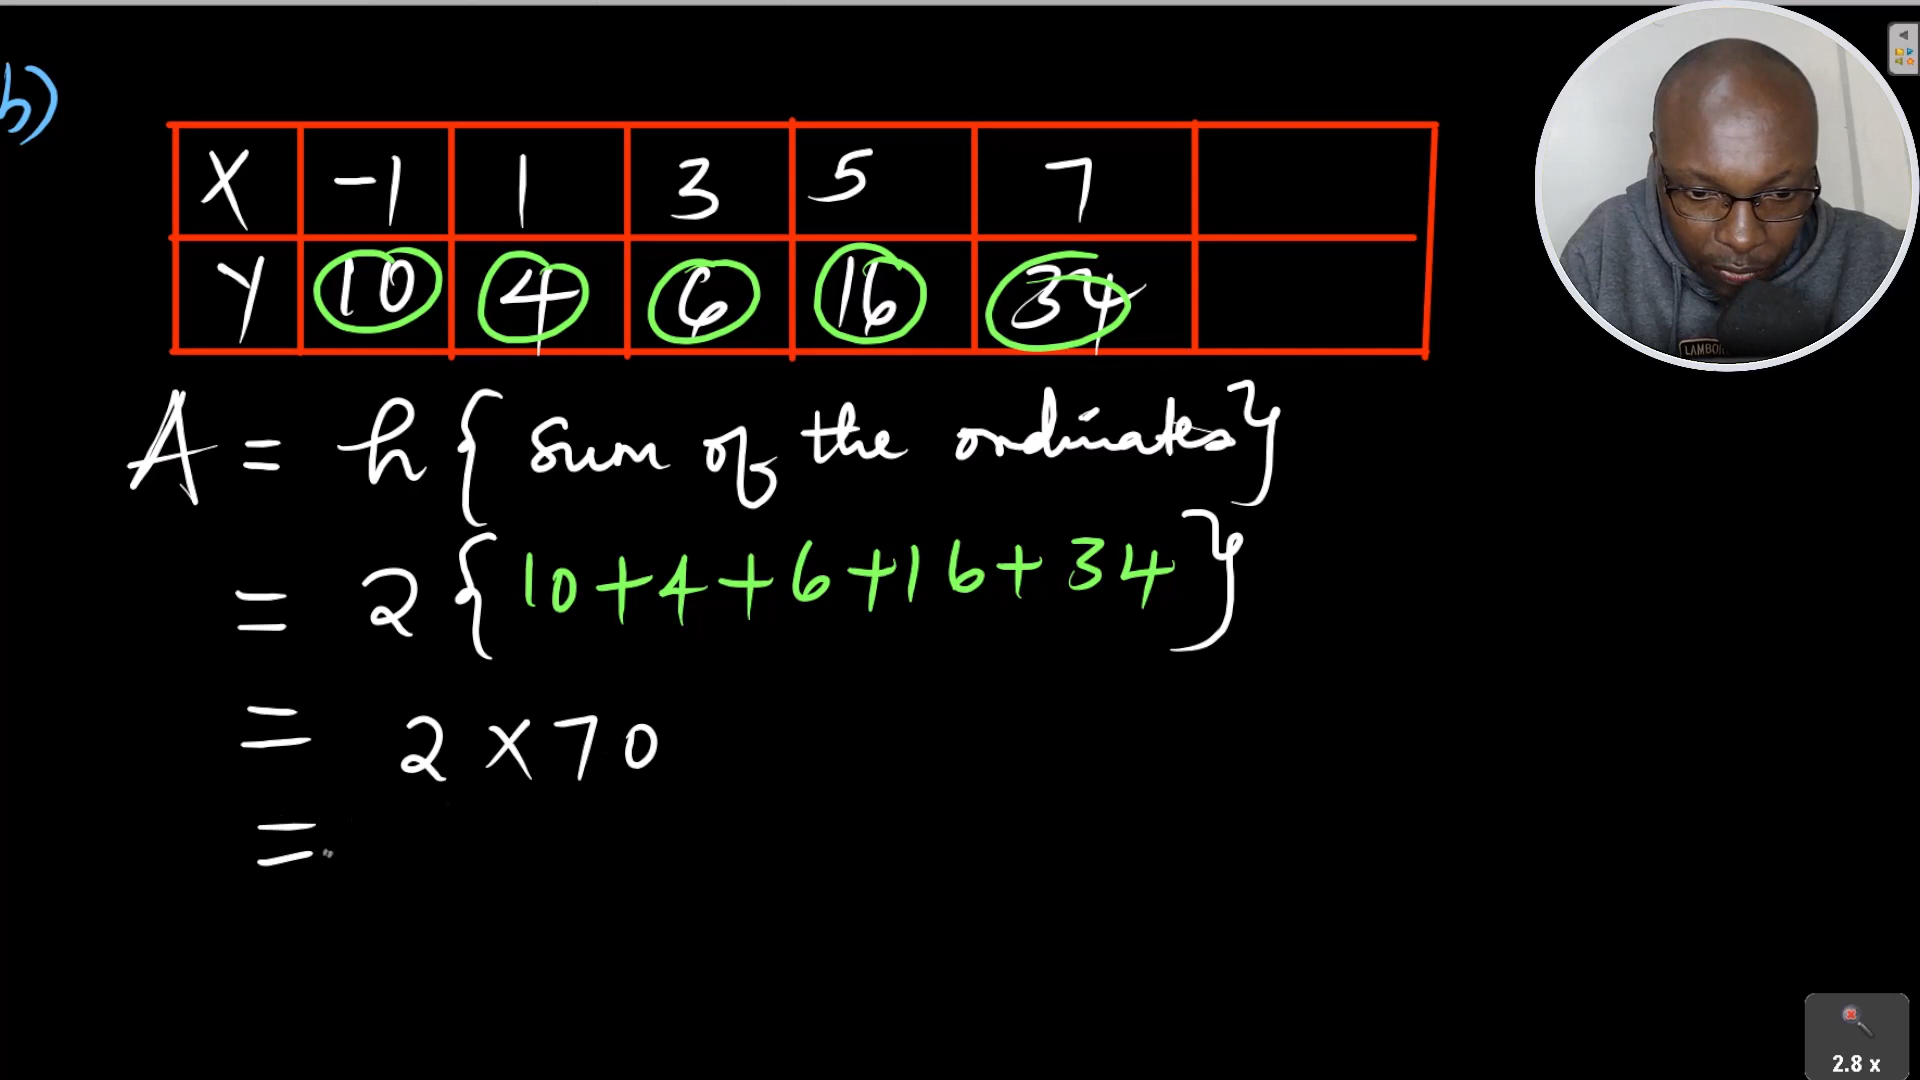 b)
X -1 1 3 5 7
Y 10 4 6 16 34
A = h { sum of the ordinates }
= 2 { 10 + 4 + 6 + 16 + 34 }
= 2 × 70
=
LAMBOR
2.8 x